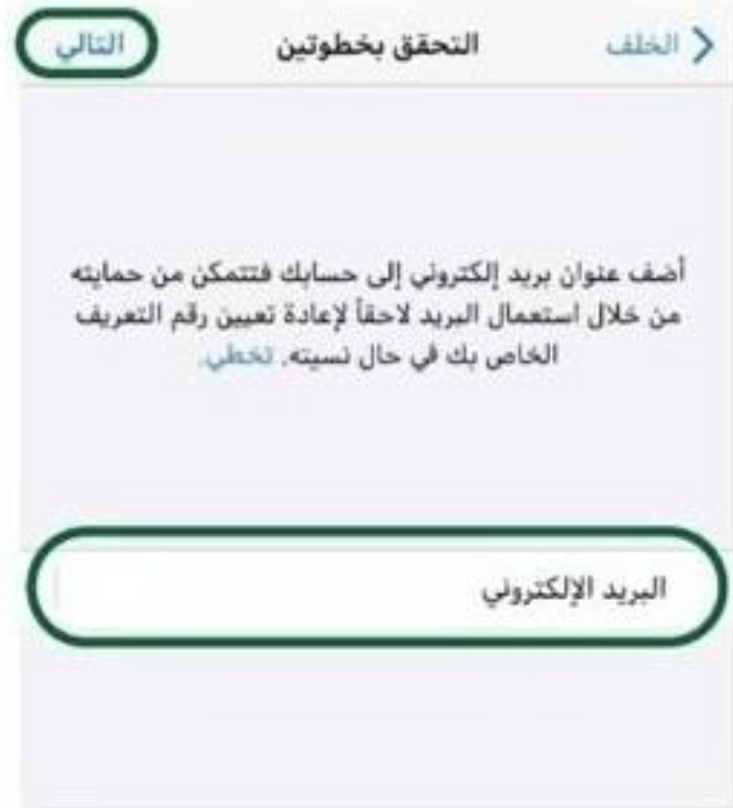 الخلف
التحقق بخطوتين
التالي
أضف عنوان بريد إلكتروني إلى حسابك فتتمكن من حمايته
من خلال استعمال البريد لاحقاً لإعادة تعيين رقم التعريف
الخاص بك في حال نسيته. تخطي.
البريد الإلكتروني